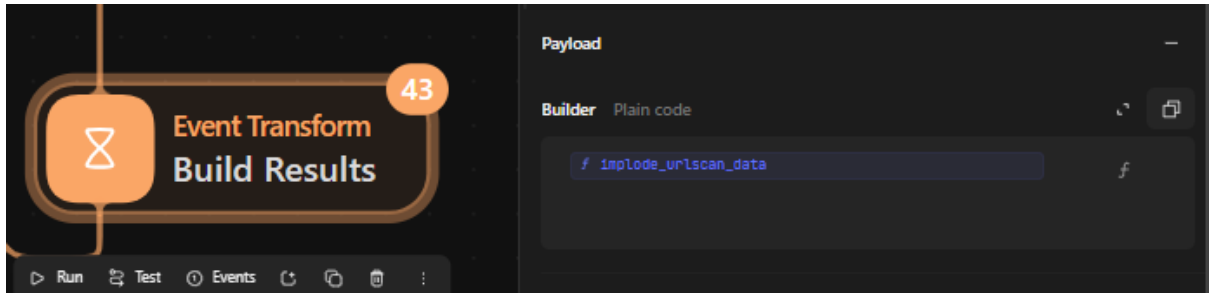 43
Event Transform
Build Results
Run Test Events
Payload
Builder Plain code
f implode_urlscan_data
f